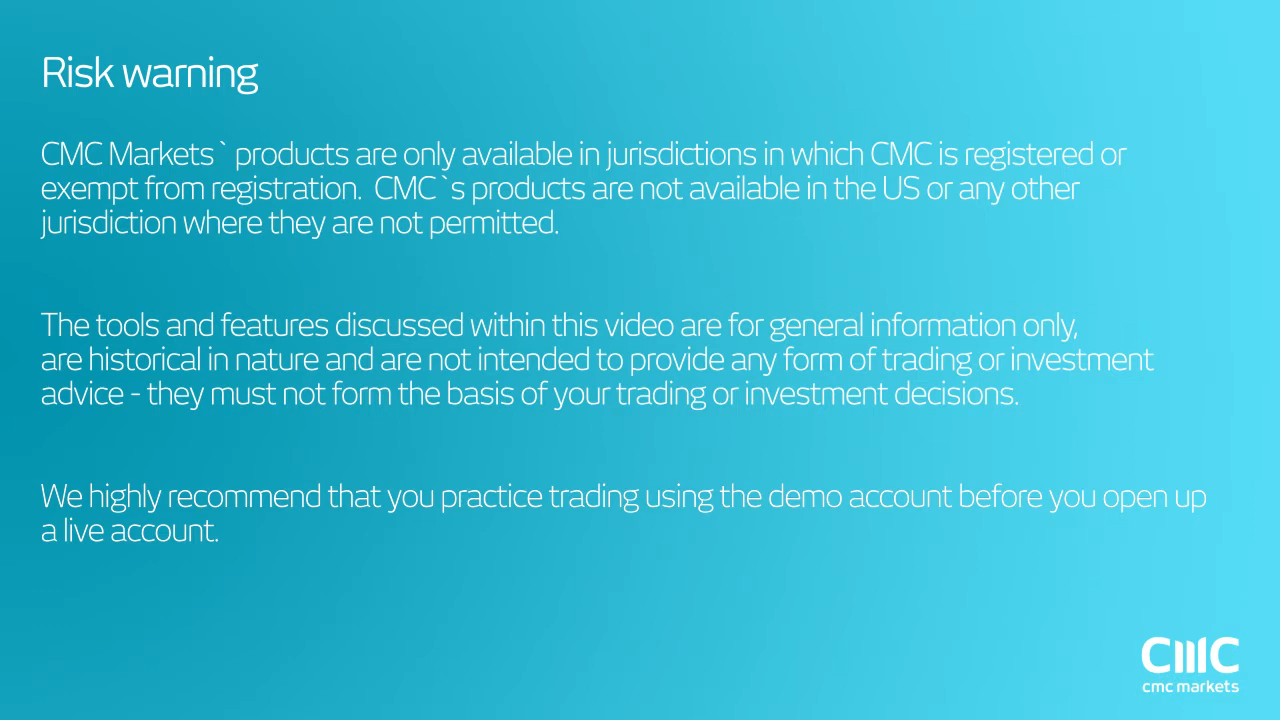 Risk warning
CMC Markets` products are only available in jurisdictions in which CMC is registered or
exempt from registration.  CMC`s products are not available in the US or any other
jurisdiction where they are not permitted.
The tools and features discussed within this video are for general information only,
are historical in nature and are not intended to provide any form of trading or investment
advice - they must not form the basis of your trading or investment decisions.
We highly recommend that you practice trading using the demo account before you open up
a live account.
CMC
cmc markets